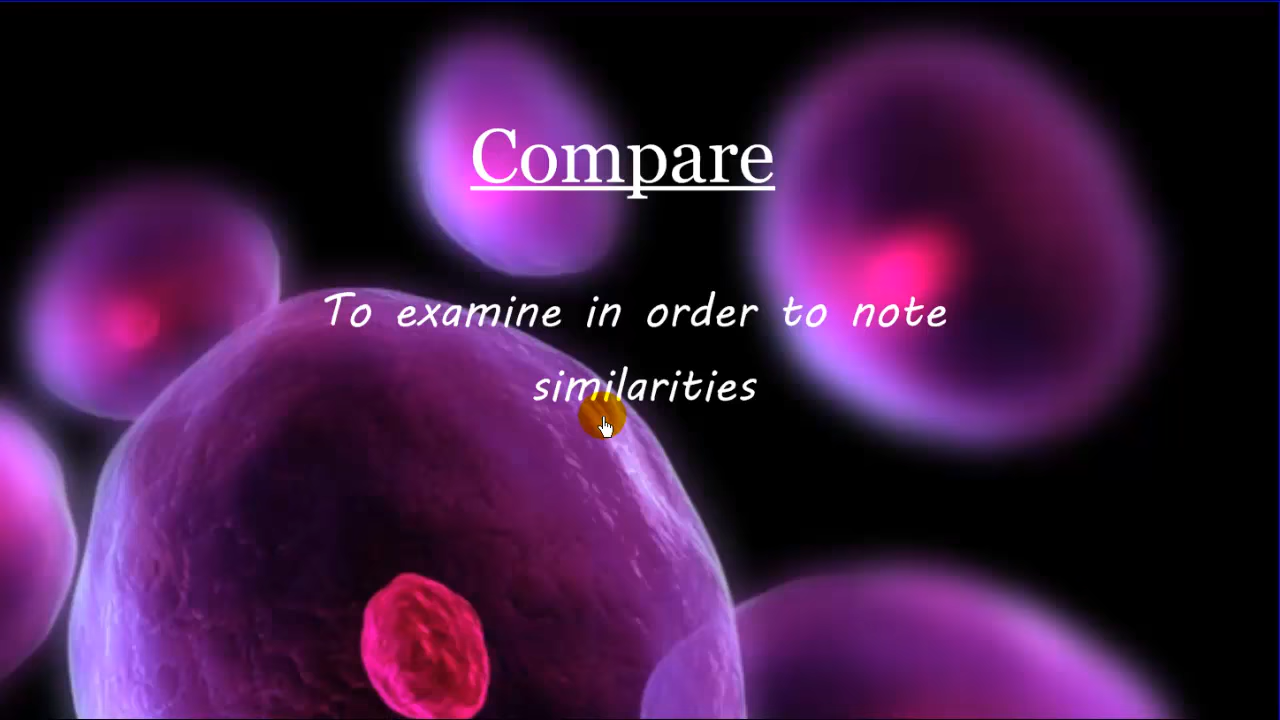 Compare
To examine in order to note
similarities